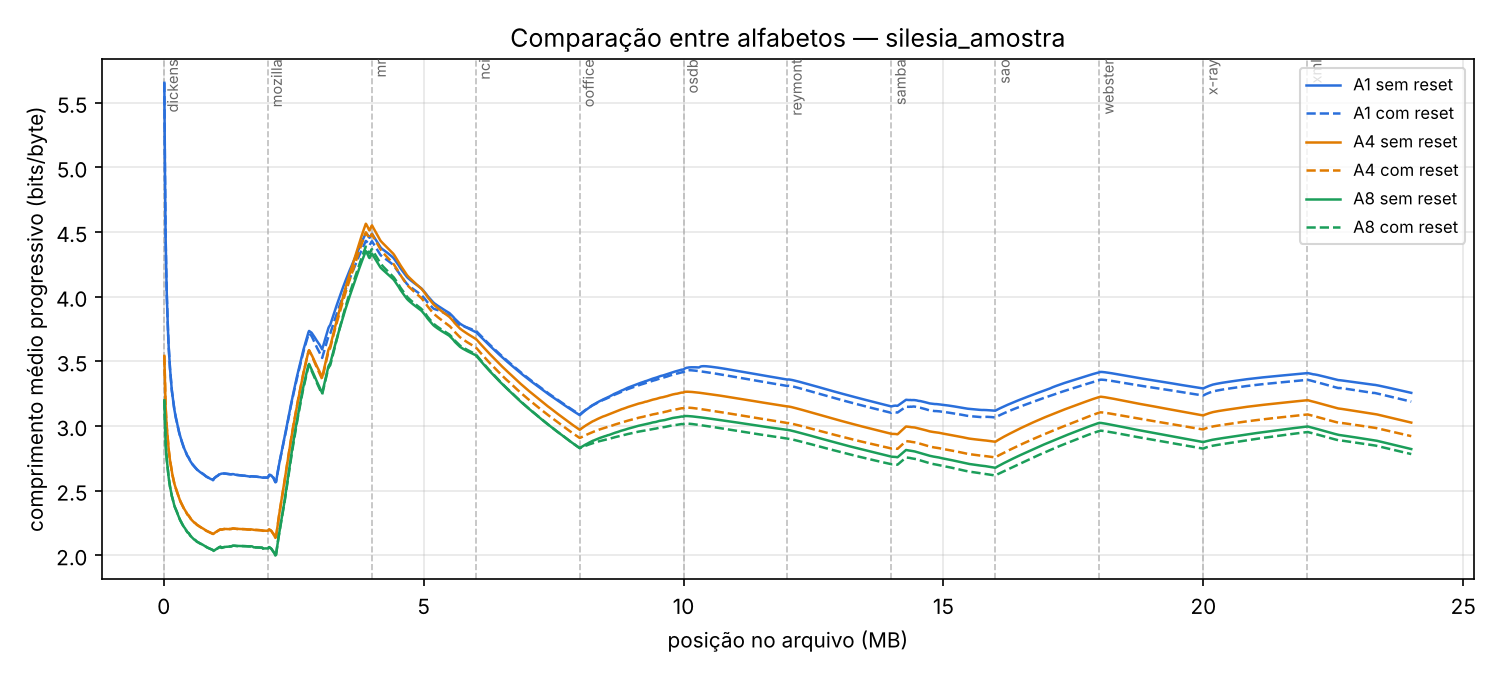 Comparação entre alfabetos — silesia_amostra
comprimento médio progressivo (bits/byte)
5.5
5.0
4.5
4.0
3.5
3.0
2.5
2.0
dickens
mozilla
mr
nci
ooffice
osdb
reymont
samba
sao
webster
x-ray
xml
A1 sem reset
A1 com reset
A4 sem reset
A4 com reset
A8 sem reset
A8 com reset
0
5
10
15
20
25
posição no arquivo (MB)